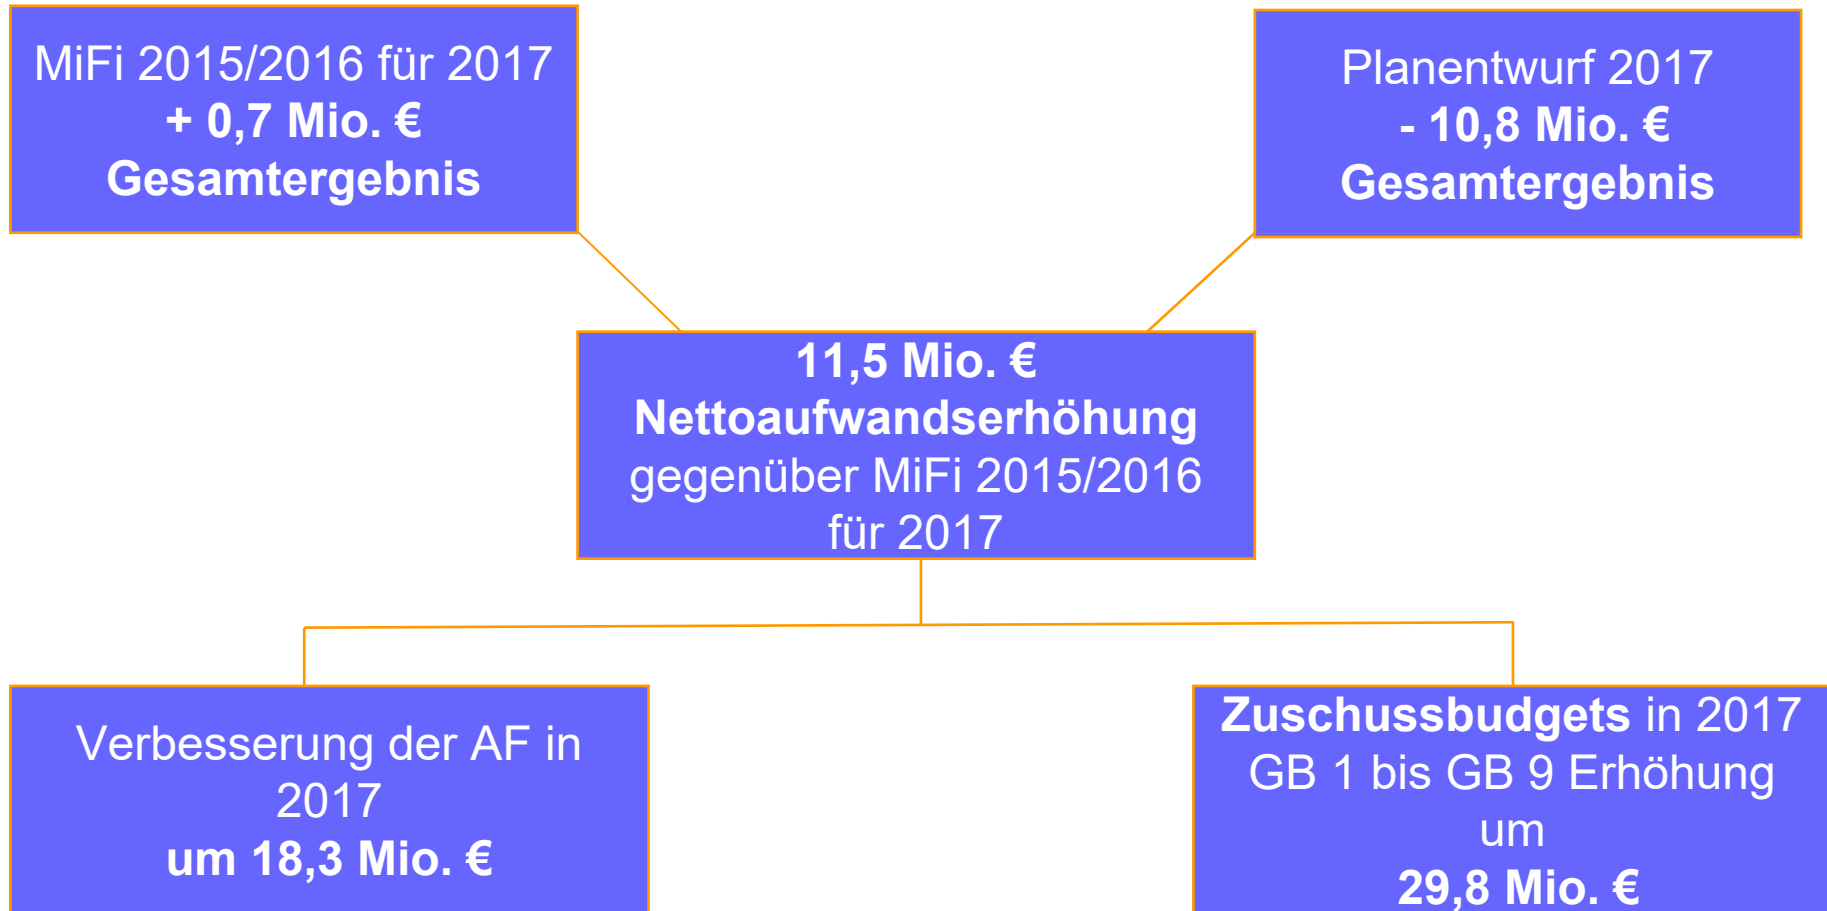 MiFi 2015/2016 für 2017
+ 0,7 Mio. €
Gesamtergebnis
Planentwurf 2017
- 10,8 Mio. €
Gesamtergebnis
11,5 Mio. €
Nettoaufwandserhöhung
gegenüber MiFi 2015/2016
für 2017
Verbesserung der AF in
2017
um 18,3 Mio. €
Zuschussbudgets in 2017
GB 1 bis GB 9 Erhöhung
um
29,8 Mio. €